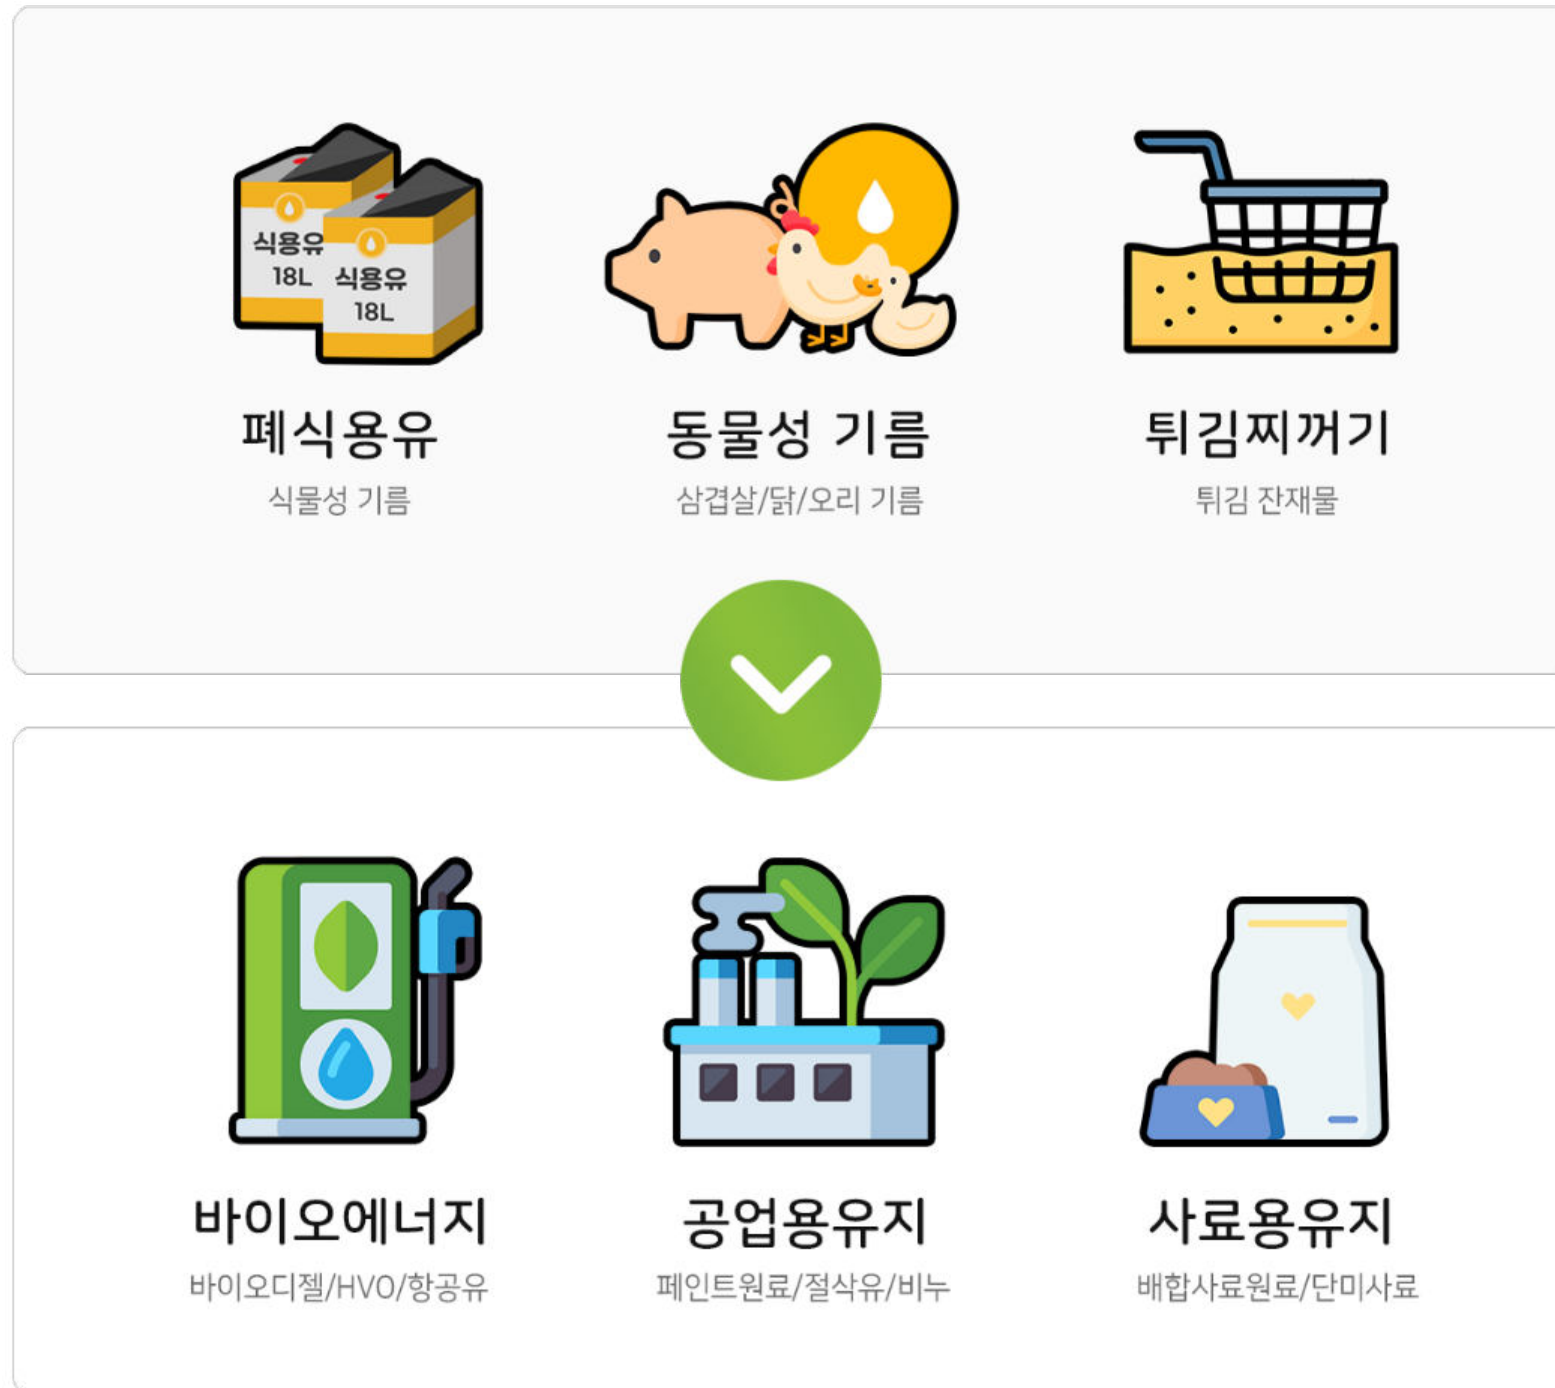 식용유
18L
식용유
18L
폐식용유 동물성 기름 튀김찌꺼기
식물성 기름 삼겹살/닭/오리 기름 튀김 잔재물
바이오에너지 공업용유지 사료용유지
바이오디젤/HVO/항공유 페인트원료/절삭유/비누 배합사료원료/단미사료